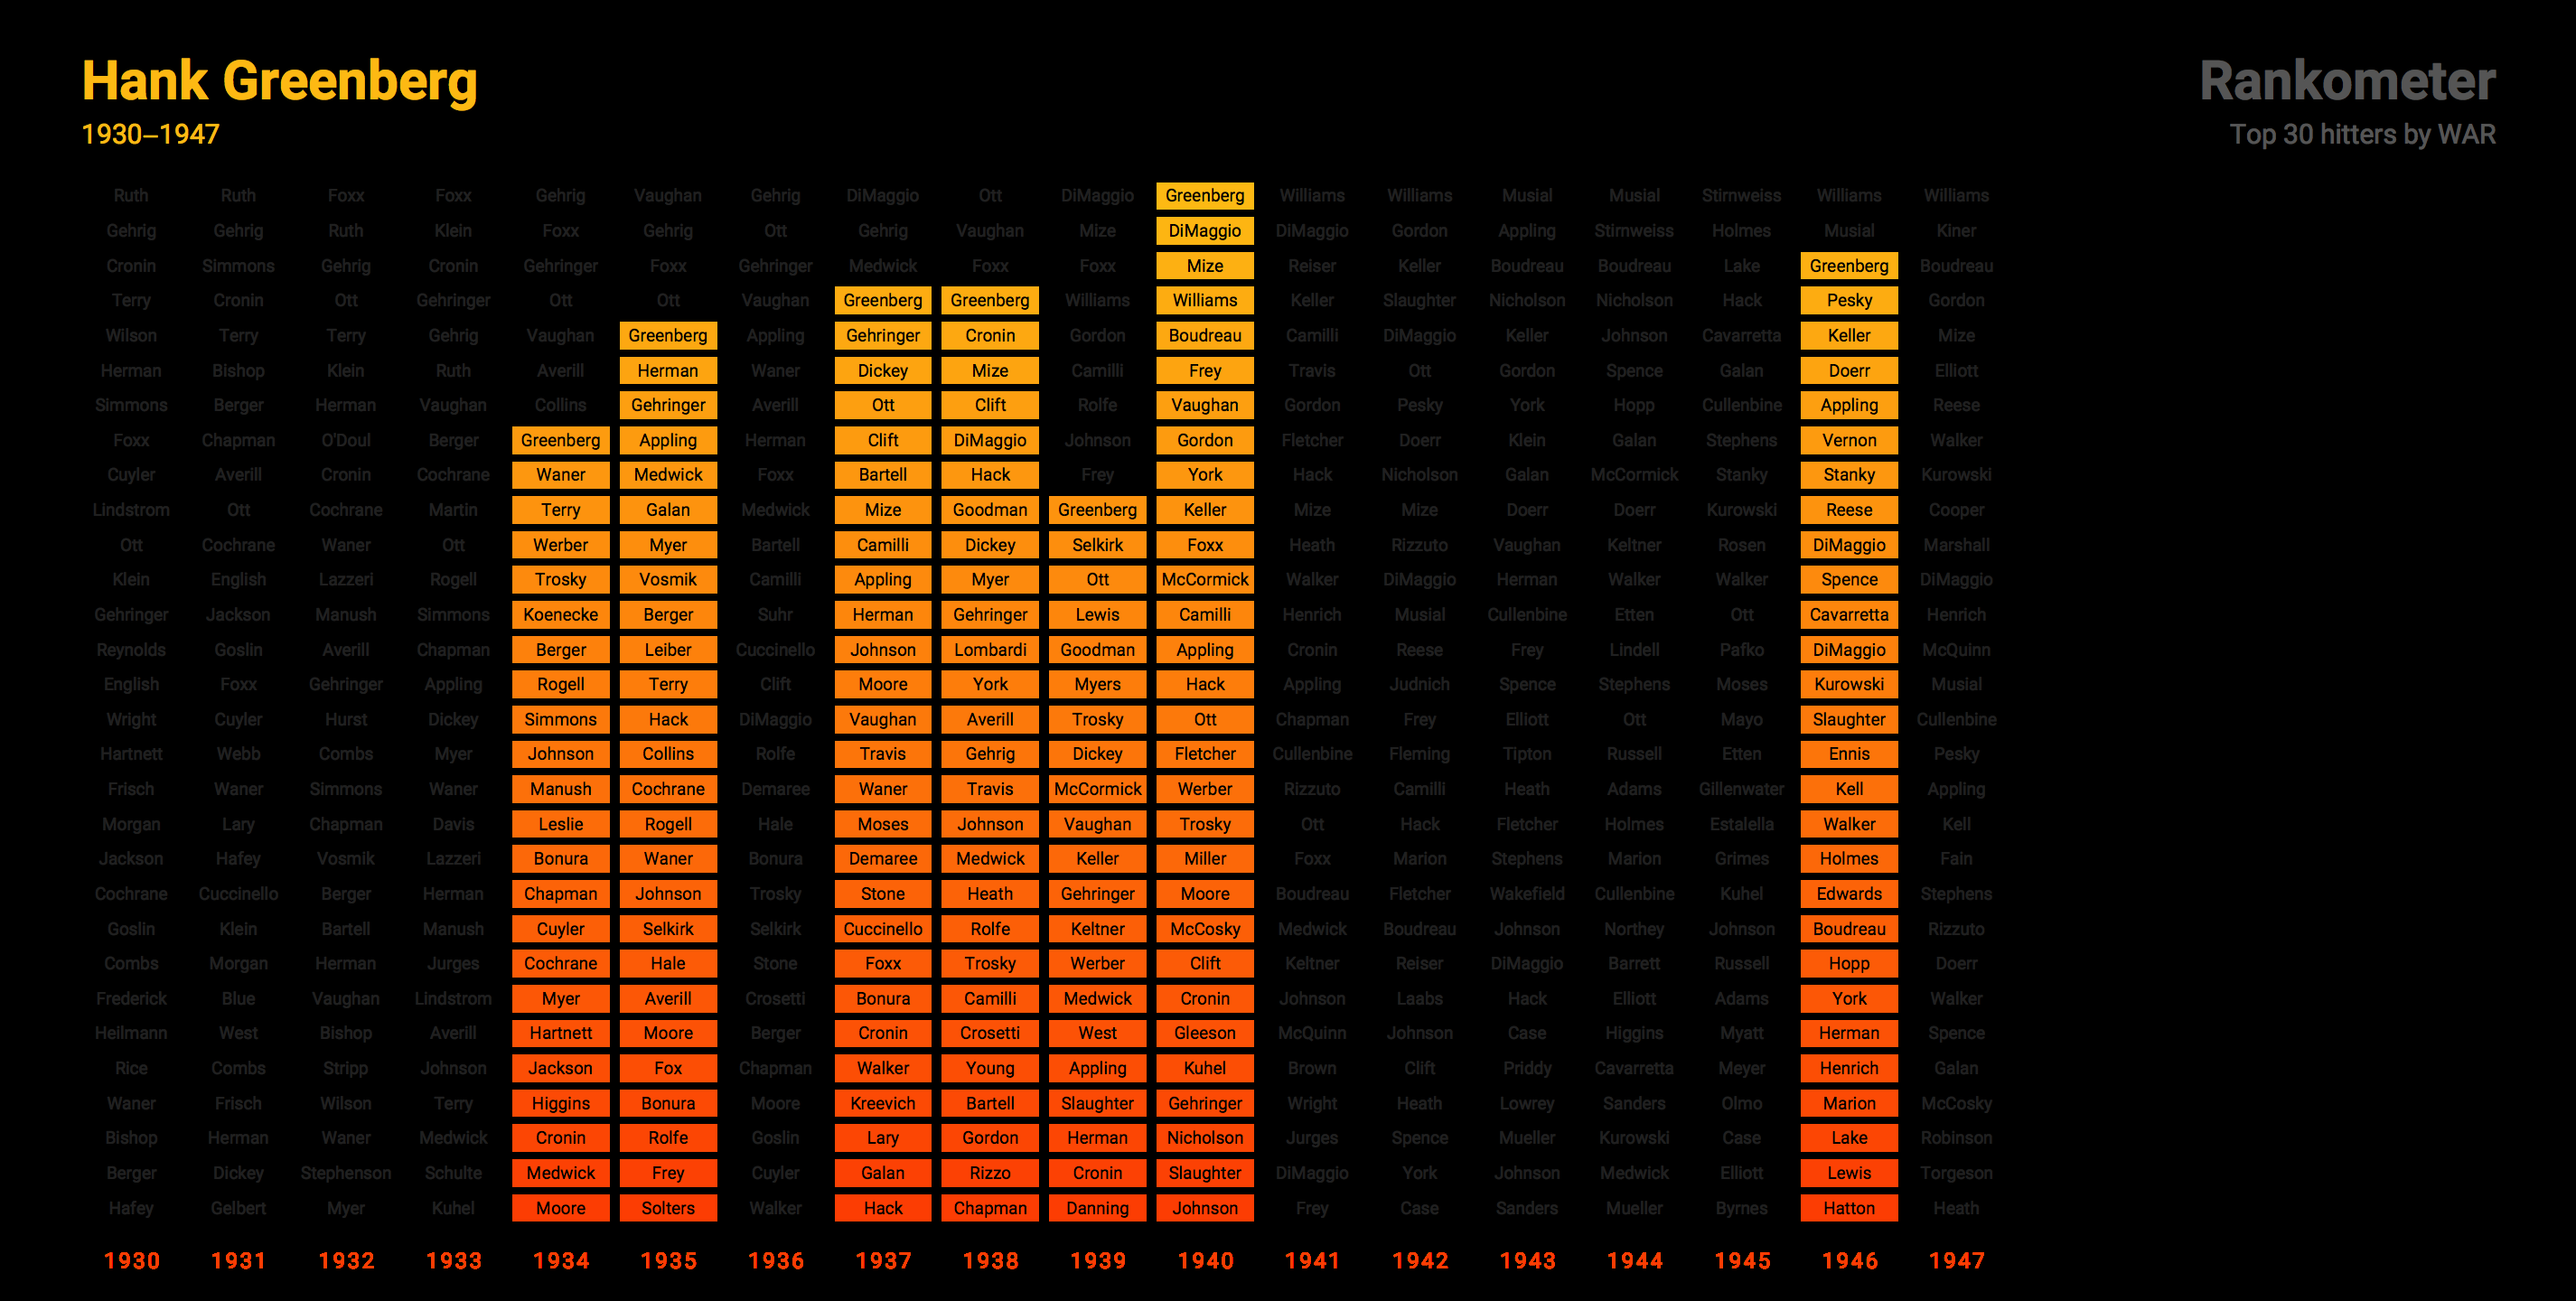 Hank Greenberg
1930–1947
Rankometer
Top 30 hitters by WAR
Ruth Ruth Foxx Foxx Gehrig Vaughan Gehrig DiMaggio Ott DiMaggio Greenberg Williams Williams Musial Musial Stirnweiss Williams Williams
Gehrig Gehrig Ruth Klein Foxx Gehrig Ott Gehrig Vaughan Mize DiMaggio DiMaggio Gordon Appling Stirnweiss Holmes Musial Kiner
Cronin Simmons Gehrig Cronin Gehringer Foxx Gehringer Medwick Foxx Foxx Mize Reiser Keller Boudreau Boudreau Lake Greenberg Boudreau
Terry Cronin Ott Gehringer Ott Ott Vaughan Greenberg Greenberg Williams Williams Keller Slaughter Nicholson Nicholson Hack Pesky Gordon
Wilson Terry Terry Gehrig Vaughan Greenberg Appling Gehringer Cronin Gordon Boudreau Camilli DiMaggio Keller Johnson Cavarretta Keller Mize
Herman Bishop Klein Ruth Averill Herman Waner Dickey Mize Camilli Frey Travis Ott Gordon Spence Galan Doerr Elliott
Simmons Berger Herman Vaughan Collins Gehringer Averill Ott Clift Rolfe Vaughan Gordon Pesky York Hopp Cullenbine Appling Reese
Foxx Chapman O'Doul Berger Greenberg Appling Herman Clift DiMaggio Johnson Gordon Fletcher Doerr Klein Galan Stephens Vernon Walker
Cuyler Averill Cronin Cochrane Waner Medwick Foxx Bartell Hack Frey York Hack Nicholson Galan McCormick Stanky Stanky Kurowski
Lindstrom Ott Cochrane Martin Terry Galan Medwick Mize Goodman Greenberg Keller Mize Mize Doerr Doerr Kurowski Reese Cooper
Ott Cochrane Waner Ott Werber Myer Bartell Camilli Dickey Selkirk Foxx Heath Rizzuto Vaughan Keltner Rosen DiMaggio Marshall
Klein English Lazzeri Rogell Trosky Vosmik Camilli Appling Myer Ott McCormick Walker DiMaggio Herman Walker Walker Spence DiMaggio
Gehringer Jackson Manush Simmons Koenecke Berger Suhr Herman Gehringer Lewis Camilli Henrich Musial Cullenbine Etten Ott Cavarretta Henrich
Reynolds Goslin Averill Chapman Berger Leiber Cuccinello Johnson Lombardi Goodman Appling Cronin Reese Frey Lindell Pafko DiMaggio McQuinn
English Foxx Gehringer Appling Rogell Terry Clift Moore York Myers Hack Appling Judnich Spence Stephens Moses Kurowski Musial
Wright Cuyler Hurst Dickey Simmons Hack DiMaggio Vaughan Averill Trosky Ott Chapman Frey Elliott Ott Mayo Slaughter Cullenbine
Hartnett Webb Combs Myer Johnson Collins Rolfe Travis Gehrig Dickey Fletcher Cullenbine Fleming Tipton Russell Etten Ennis Pesky
Frisch Waner Simmons Waner Manush Cochrane Demaree Waner Travis McCormick Werber Rizzuto Camilli Heath Adams Gillenwater Kell Appling
Morgan Lary Chapman Davis Leslie Rogell Hale Moses Johnson Vaughan Trosky Ott Hack Fletcher Holmes Estalella Walker Kell
Jackson Hafey Vosmik Lazzeri Bonura Waner Bonura Demaree Medwick Keller Miller Foxx Marion Stephens Marion Grimes Holmes Fain
Cochrane Cuccinello Berger Herman Chapman Johnson Trosky Stone Heath Gehringer Moore Boudreau Fletcher Wakefield Cullenbine Kuhel Edwards Stephens
Goslin Klein Bartell Manush Cuyler Selkirk Selkirk Cuccinello Rolfe Keltner McCosky Medwick Boudreau Johnson Northey Johnson Boudreau Rizzuto
Combs Morgan Herman Jurges Cochrane Hale Stone Foxx Trosky Werber Clift Keltner Reiser DiMaggio Barrett Russell Hopp Doerr
Frederick Blue Vaughan Lindstrom Myer Averill Crosetti Bonura Camilli Medwick Cronin Johnson Laabs Hack Elliott Adams York Walker
Heilmann West Bishop Averill Hartnett Moore Berger Cronin Crosetti West Gleeson McQuinn Johnson Case Higgins Myatt Herman Spence
Rice Combs Stripp Johnson Jackson Fox Chapman Walker Young Appling Kuhel Brown Clift Priddy Cavarretta Meyer Henrich Galan
Waner Frisch Wilson Terry Higgins Bonura Moore Kreevich Bartell Slaughter Gehringer Wright Heath Lowrey Sanders Olmo Marion McCosky
Bishop Herman Waner Medwick Cronin Rolfe Goslin Lary Gordon Herman Nicholson Jurges Spence Mueller Kurowski Case Lake Robinson
Berger Dickey Stephenson Schulte Medwick Frey Cuyler Galan Rizzo Cronin Slaughter DiMaggio York Johnson Medwick Elliott Lewis Torgeson
Hafey Gelbert Myer Kuhel Moore Solters Walker Hack Chapman Danning Johnson Frey Case Sanders Mueller Byrnes Hatton Heath
1930 1931 1932 1933 1934 1935 1936 1937 1938 1939 1940 1941 1942 1943 1944 1945 1946 1947